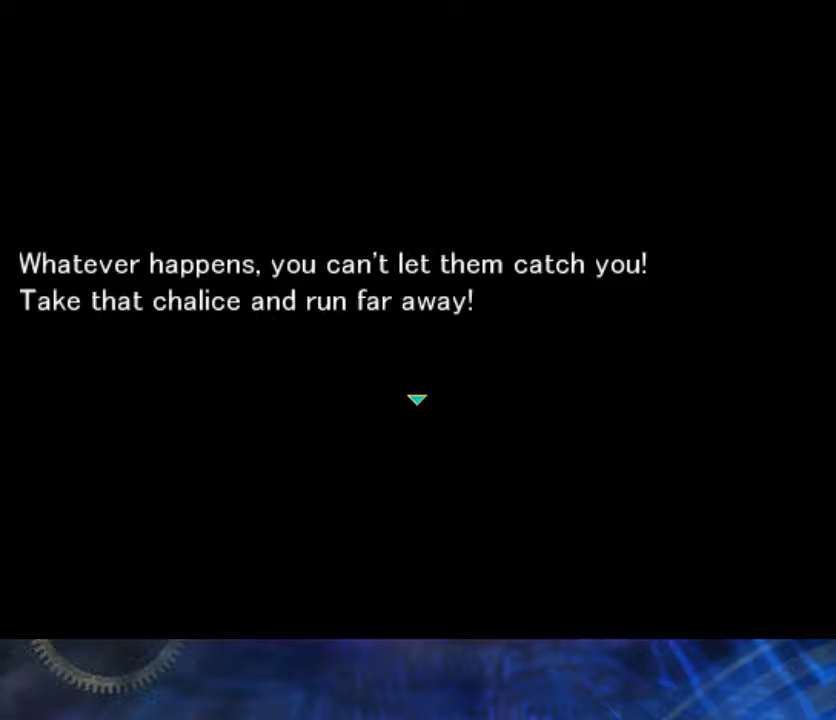 Whatever happens, you can't let them catch you!
Take that chalice and run far away!